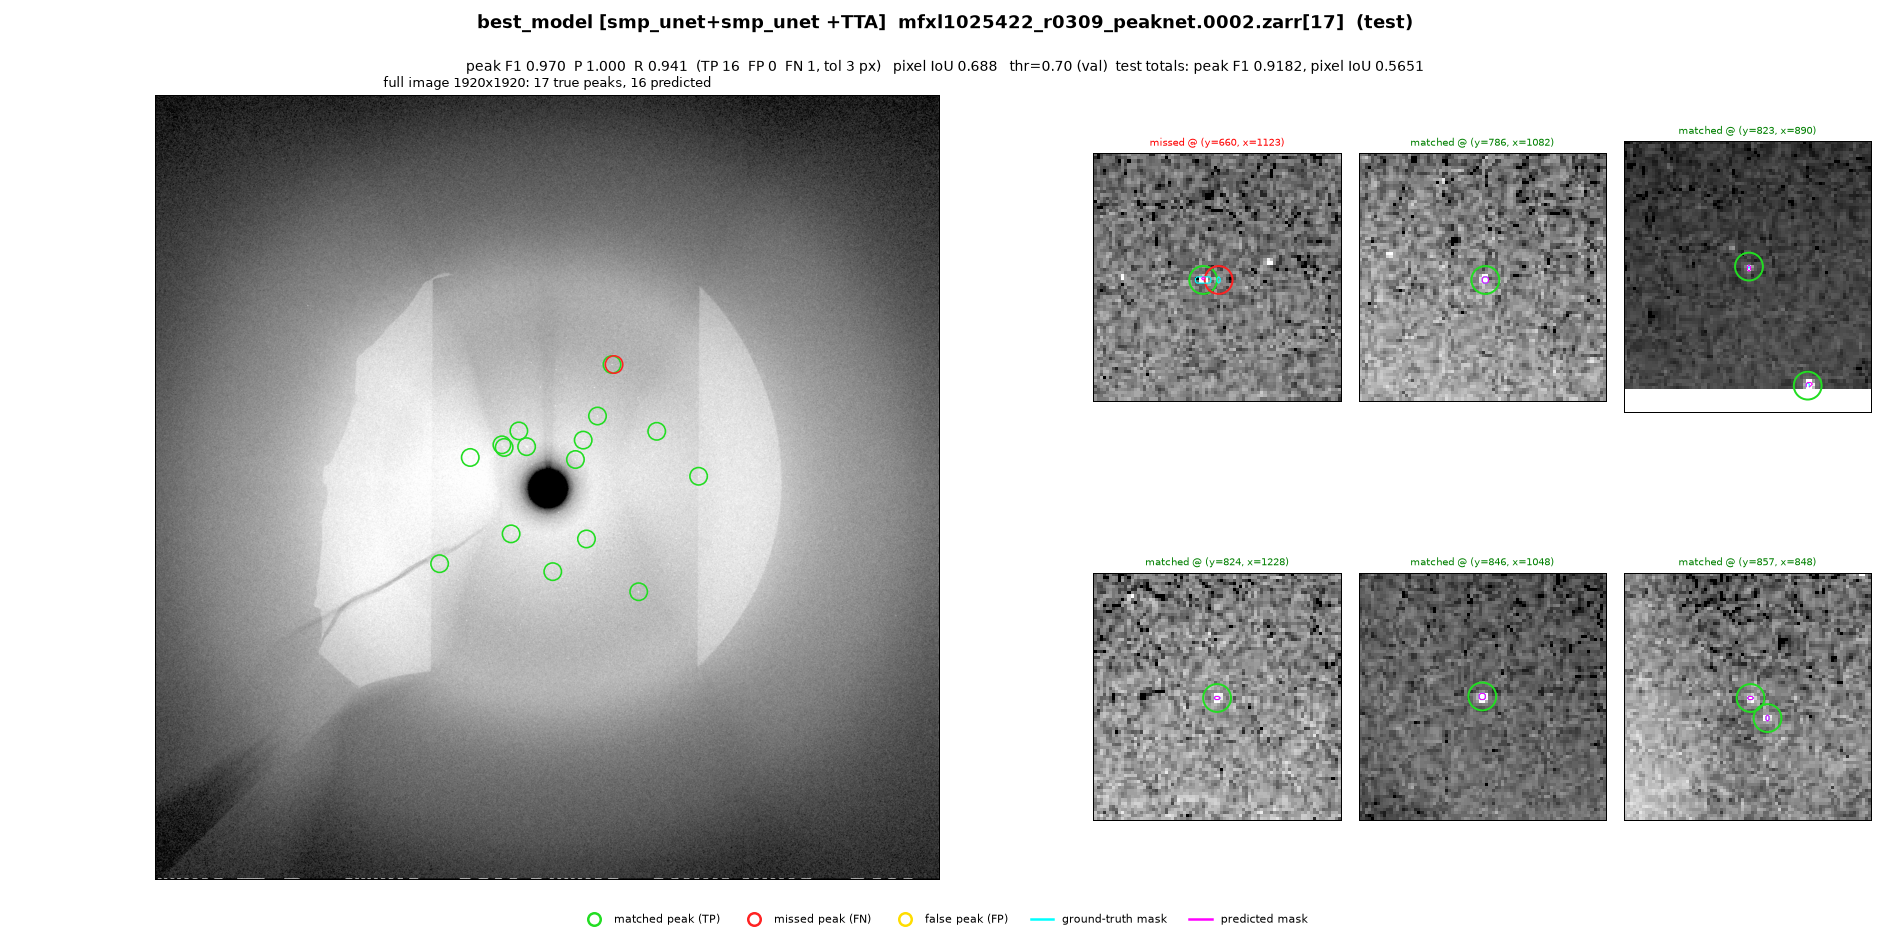 best_model [smp_unet+smp_unet +TTA]  mfxl1025422_r0309_peaknet.0002.zarr[17]  (test)
peak F1 0.970  P 1.000  R 0.941  (TP 16  FP 0  FN 1, tol 3 px)   pixel IoU 0.688   thr=0.70 (val)  test totals: peak F1 0.9182, pixel IoU 0.5651
full image 1920x1920: 17 true peaks, 16 predicted
missed @ (y=660, x=1123)
matched @ (y=786, x=1082)
matched @ (y=823, x=890)
matched @ (y=824, x=1228)
matched @ (y=846, x=1048)
matched @ (y=857, x=848)
matched peak (TP)
missed peak (FN)
false peak (FP)
ground-truth mask
predicted mask